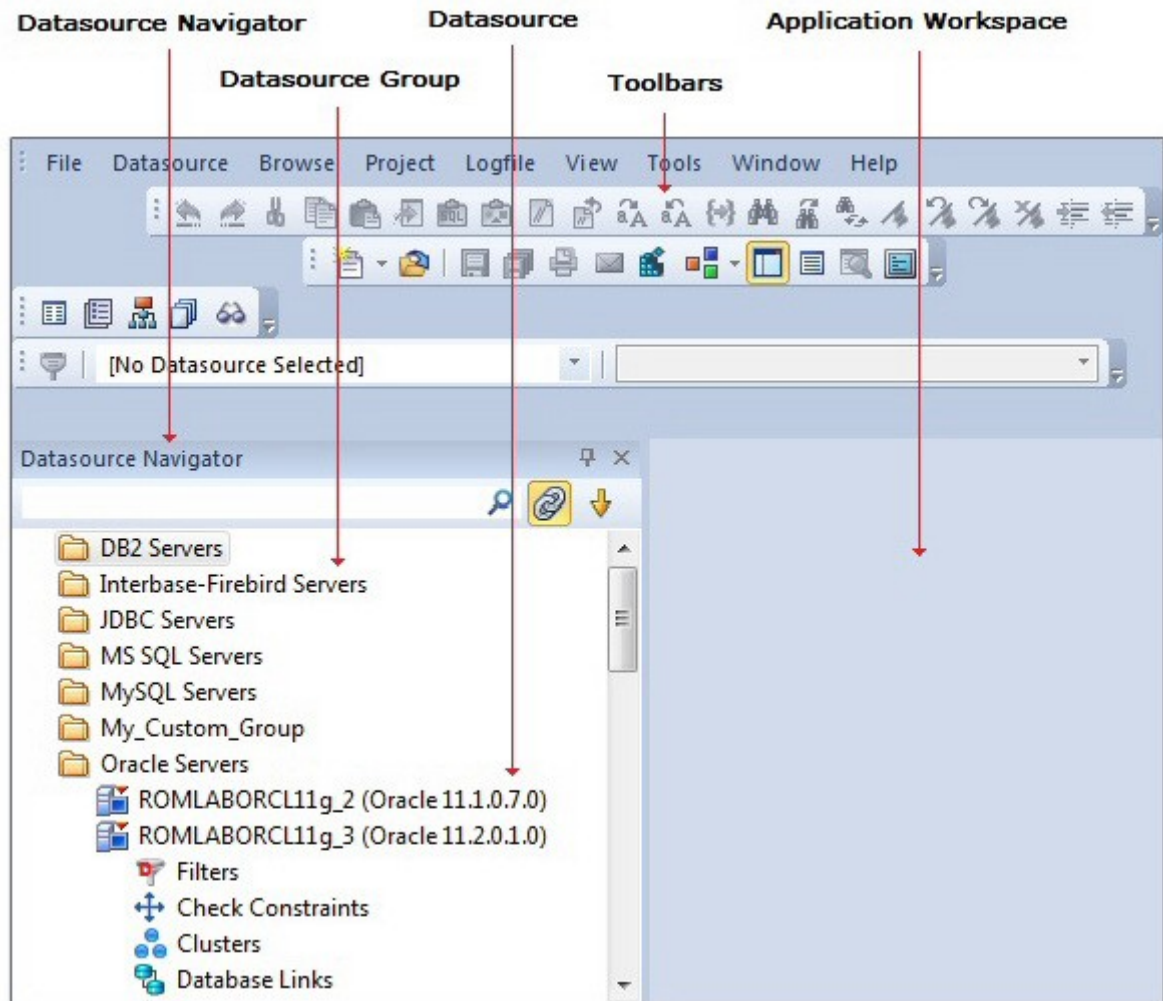 Datasource Navigator Datasource Application Workspace
Datasource Group Toolbars
File Datasource Browse Project Logfile View Tools Window Help
[No Datasource Selected]
Datasource Navigator
DB2 Servers
Interbase-Firebird Servers
JDBC Servers
MS SQL Servers
MySQL Servers
My_Custom_Group
Oracle Servers
ROMLABORCL11g_2 (Oracle 11.1.0.7.0)
ROMLABORCL11g_3 (Oracle 11.2.0.1.0)
Filters
Check Constraints
Clusters
Database Links